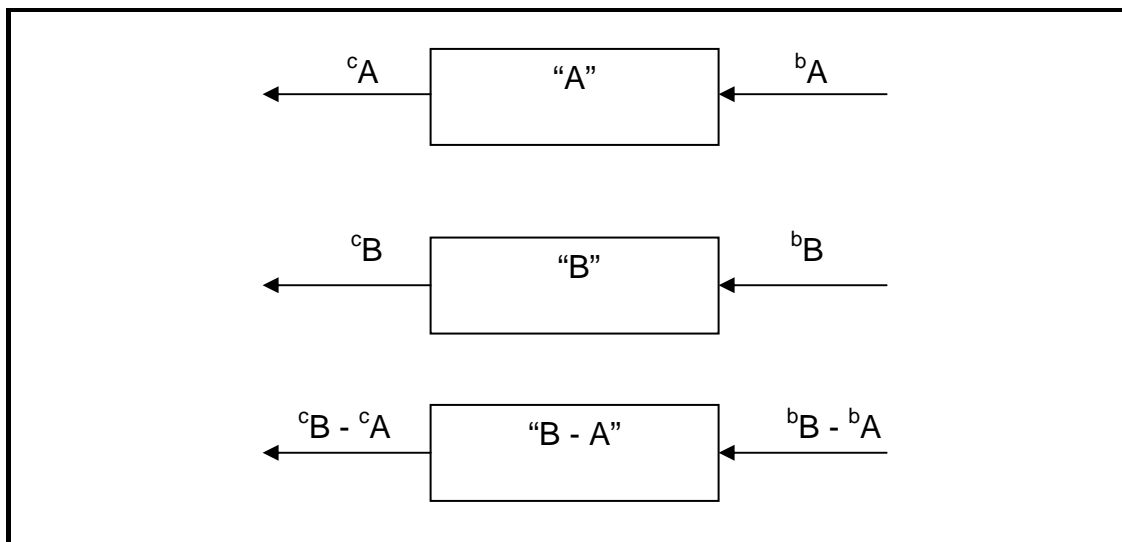 ᶜA “A” ᵇA
ᶜB “B” ᵇB
ᶜB - ᶜA “B - A” ᵇB - ᵇA